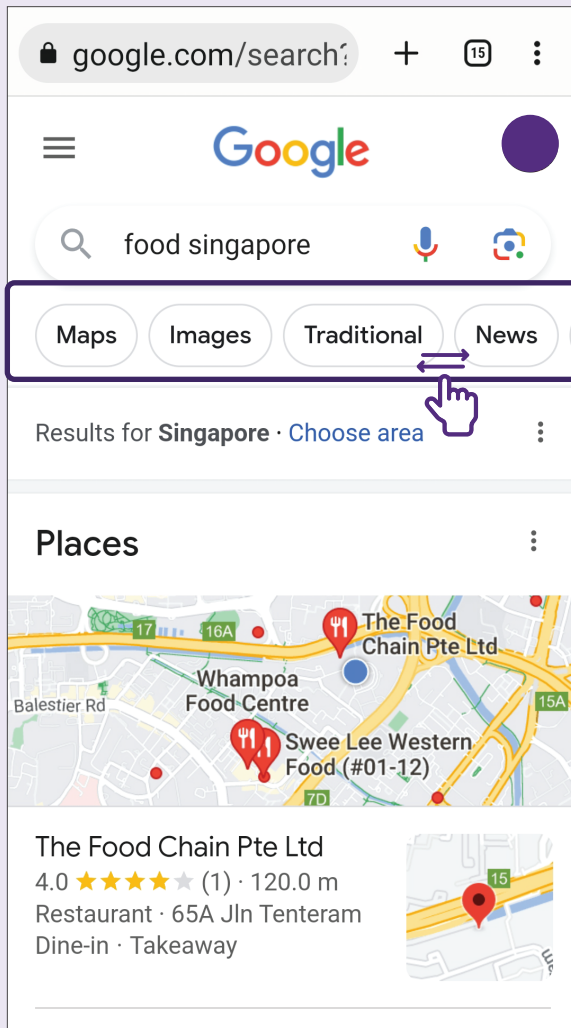 google.com/search?
15
Google
food singapore
Maps Images Traditional News
Results for Singapore · Choose area
Places
17
16A
The Food
Chain Pte Ltd
Whampoa
Food Centre
Balestier Rd
15A
Swee Lee Western
Food (#01-12)
7D
The Food Chain Pte Ltd
4.0 ★★★★★ (1) · 120.0 m
Restaurant · 65A Jln Tenteram
Dine-in · Takeaway
15